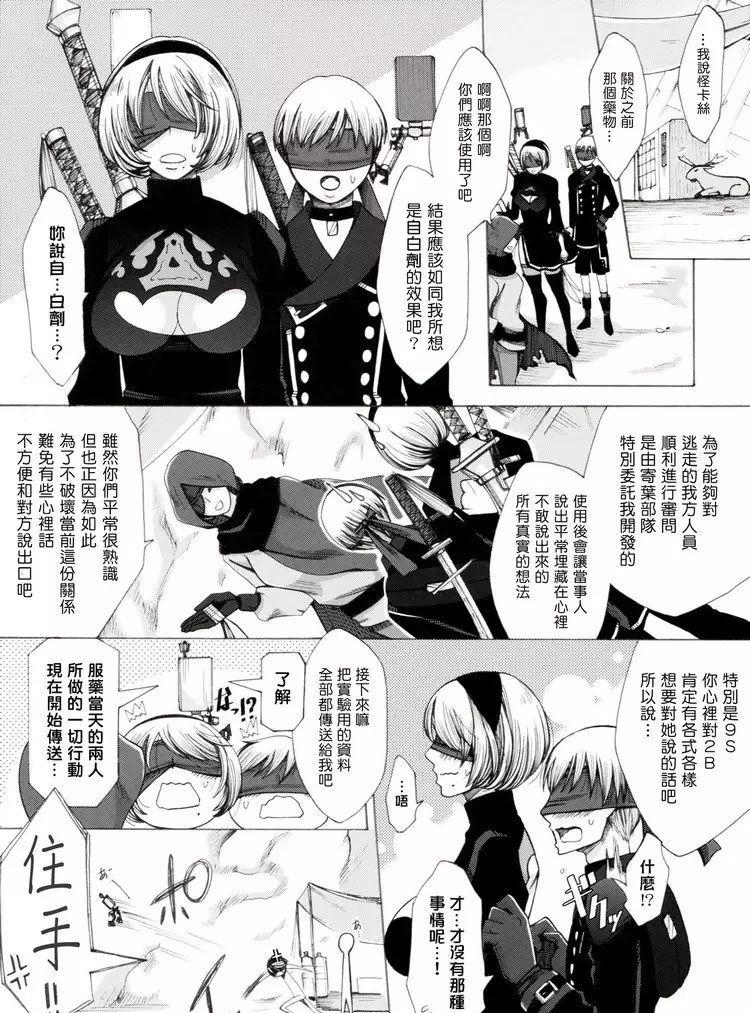 …我說怪卡絲
關於之前
那個藥物…
啊啊那個啊
你們應該使用了吧
結果應該如同我所想
是自白劑的效果吧？
妳說自…白劑
…？
為了能夠對
逃走的我方人員
順利進行審問
是由寄葉部隊
特別委託我開發的
使用後會讓當事人
說出平常埋藏在心裡
不敢說出來的
所有真實的想法
雖然你們平常很熟識
但也正因為如此
為了不破壞當前這份關係
難免有些心裡話
不方便和對方說出口吧
特別是9S
你心裡對2B
肯定有各式各樣
想要對她說的話吧
所以說…
什麼!?
…唔
才…才沒有那種
事情呢…！
接下來嘛
把實驗用的資料
全部都傳送給我吧
了解
なっ!?
服藥當天的兩人
所做的一切行動
現在開始傳送…
住手!!
あ゛
ポイ